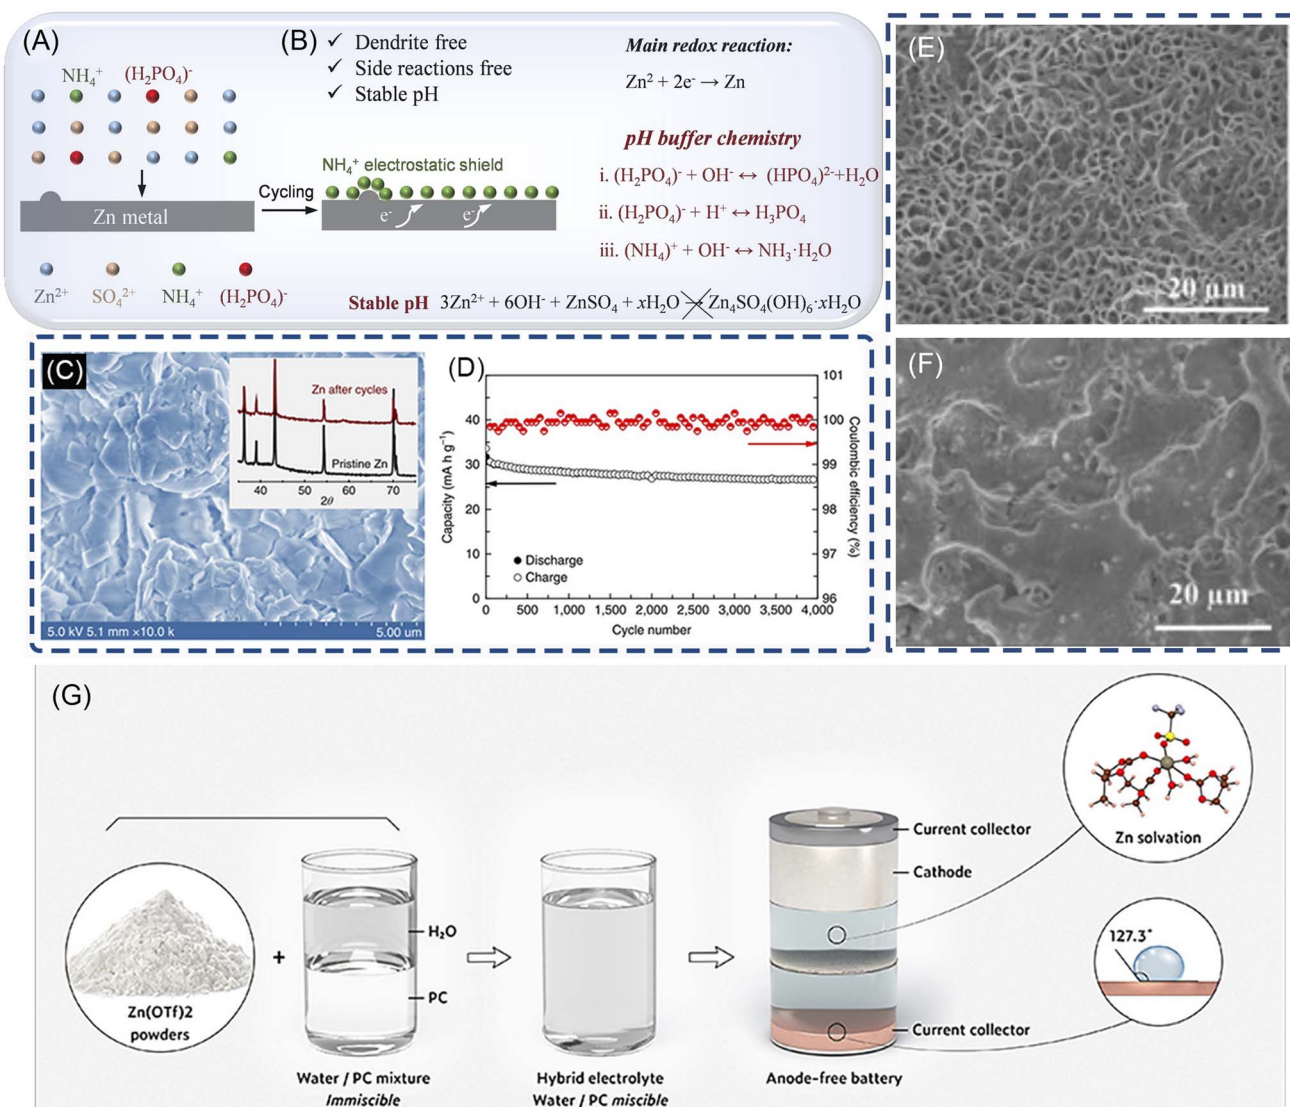 (A)
NH₄⁺
(H₂PO₄)⁻
Zn metal
Cycling
Zn²⁺
SO₄²⁺
NH₄⁺
(H₂PO₄)⁻
(B)
✓ Dendrite free
✓ Side reactions free
✓ Stable pH
NH₄⁺ electrostatic shield
e⁻
e⁻
Main redox reaction:
Zn² + 2e⁻ → Zn
pH buffer chemistry
i. (H₂PO₄)⁻ + OH⁻ ↔ (HPO₄)²⁻+H₂O
ii. (H₂PO₄)⁻ + H⁺ ↔ H₃PO₄
iii. (NH₄)⁺ + OH⁻ ↔ NH₃·H₂O
Stable pH 3Zn²⁺ + 6OH⁻ + ZnSO₄ + xH₂O → Zn₄SO₄(OH)₆·xH₂O
(C)
Zn after cycles
Pristine Zn
40 50 60 70
2θ
5.0 kV 5.1 mm ×10.0 k
5.00 um
(D)
Capacity (mA h g⁻¹)
50
40
30
20
10
0
Discharge
Charge
0 500 1,000 1,500 2,000 2,500 3,000 3,500 4,000
Cycle number
101
100
99
98
97
96
Coulombic efficiency (%)
(E)
20 μm
(F)
20 μm
(G)
Zn(OTf)2
powders
+
H₂O
PC
Water / PC mixture
Immiscible
Hybrid electrolyte
Water / PC miscible
Current collector
Cathode
Current collector
Anode-free battery
Zn solvation
127.3°